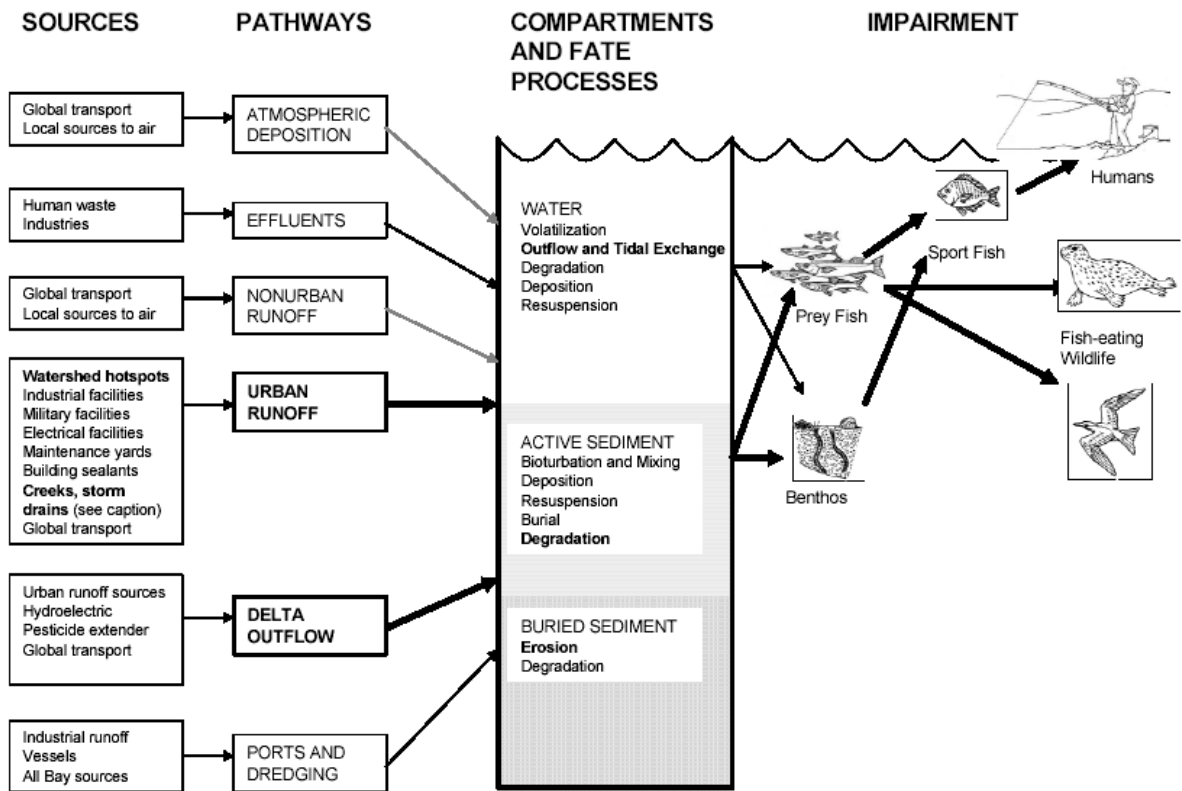 SOURCES
PATHWAYS
COMPARTMENTS
AND FATE
PROCESSES
IMPAIRMENT
Global transport
Local sources to air
ATMOSPHERIC
DEPOSITION
Human waste
Industries
EFFLUENTS
Global transport
Local sources to air
NONURBAN
RUNOFF
Watershed hotspots
Industrial facilities
Military facilities
Electrical facilities
Maintenance yards
Building sealants
Creeks, storm
drains (see caption)
Global transport
URBAN
RUNOFF
Urban runoff sources
Hydroelectric
Pesticide extender
Global transport
DELTA
OUTFLOW
Industrial runoff
Vessels
All Bay sources
PORTS AND
DREDGING
WATER
Volatilization
Outflow and Tidal Exchange
Degradation
Deposition
Resuspension
ACTIVE SEDIMENT
Bioturbation and Mixing
Deposition
Resuspension
Burial
Degradation
BURIED SEDIMENT
Erosion
Degradation
Prey Fish
Benthos
Sport Fish
Humans
Fish-eating
Wildlife